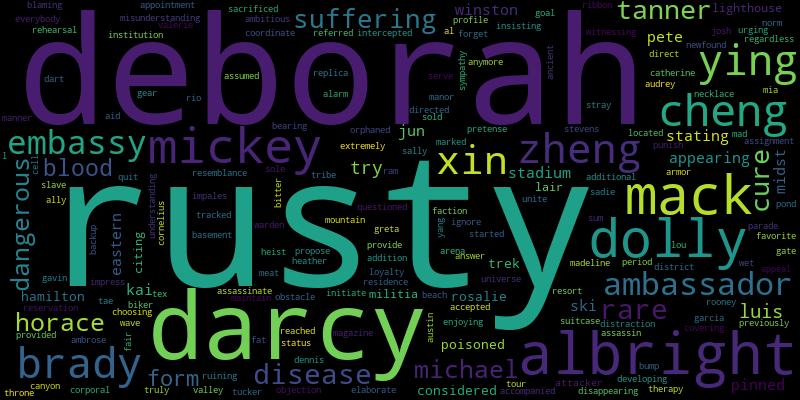 blaming appointment sacrificed ambitious profile goal ribbon lighthouse
everybody misunderstanding winston tanner
rehearsal valerie suffering coordinate al insisting josh norm
institution referred intercepted forget urging regardless
deborah
pete direct newfound
anymore witnessing catherine ying
dart assumed replica sympathy ancient audrey mia
gear rio alarm serve necklace
manner aid manor directed sold stray cheng
embassy mickey bearing orphaned marked jun pretense stevens located mad assignment
extremely sally zheng stating punish
l cell blood resemblance try xin stadium appearing midst
dangerous slave quit sole tribe ram lair additional armor cure
ally understanding impales bitter rusty unite sadie mack pond
tracked cornelius mountain questioned faction sum parade
backup eastern basement warden greta yang ignore started dolly lou favorite
citing heist propose provide arena answer trek madeline wet gate
gavin impress heather addition loyalty universe period district appeal
hamilton kai tex assassinate residence beach rosalie resort ambassador
reservation tae biker maintain obstacle initiate militia accepted ski suitcase rare rooney previously
horace choosing wave darcy reached magazine austin enjoying distraction garcia luis
provided ambrose fair fat status poisoned assassin covering
brady dennis michael albright
canyon form disease attacker bump developing pinned
throne corporal truly valley ruining tucker objection elaborate considered tour accompanied disappearing therapy